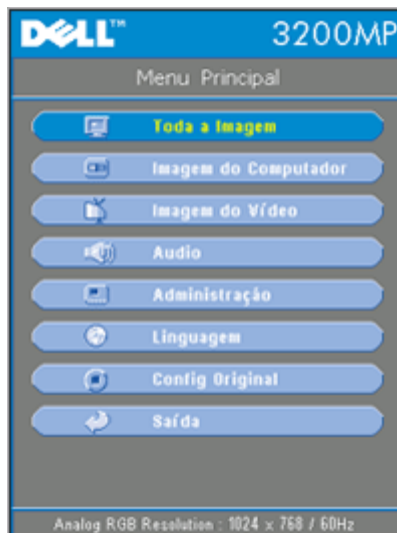 DELL™ 3200MP
Menu Principal
Toda a Imagem
Imagem do Computador
Imagem do Vídeo
Audio
Administração
Linguagem
Config Original
Saída
Analog RGB Resolution : 1024 x 768 / 60Hz